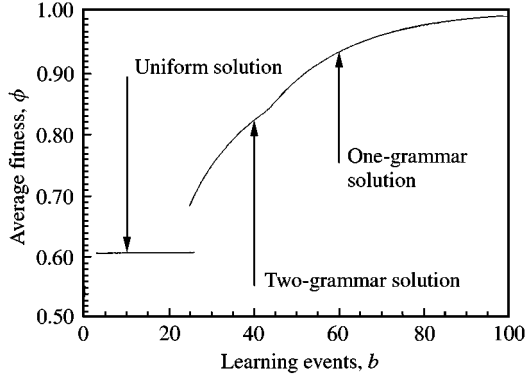 1.00
0.90
0.80
0.70
0.60
0.50
Average fitness, ϕ
Uniform solution
One-grammar
solution
Two-grammar solution
0 20 40 60 80 100
Learning events, b